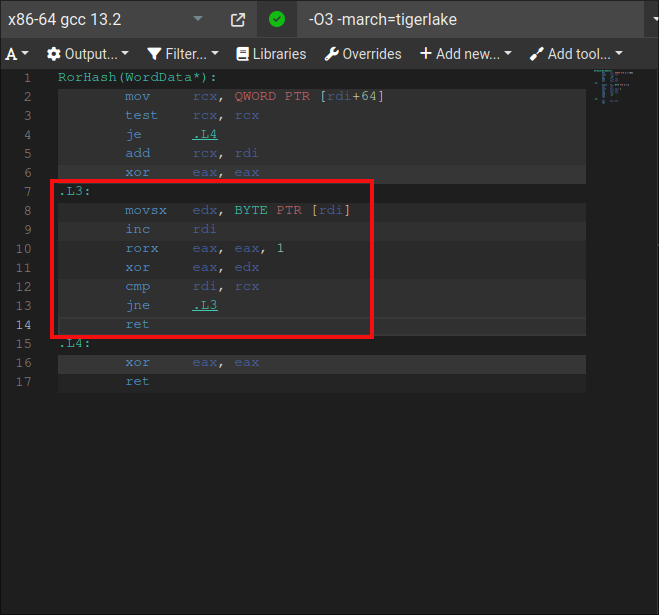 x86-64 gcc 13.2 -O3 -march=tigerlake
A Output... Filter... Libraries Overrides + Add new... Add tool...
1 RorHash(WordData*):
2 mov rcx, QWORD PTR [rdi+64]
3 test rcx, rcx
4 je .L4
5 add rcx, rdi
6 xor eax, eax
7 .L3:
8 movsx edx, BYTE PTR [rdi]
9 inc rdi
10 rorx eax, eax, 1
11 xor eax, edx
12 cmp rdi, rcx
13 jne .L3
14 ret
15 .L4:
16 xor eax, eax
17 ret